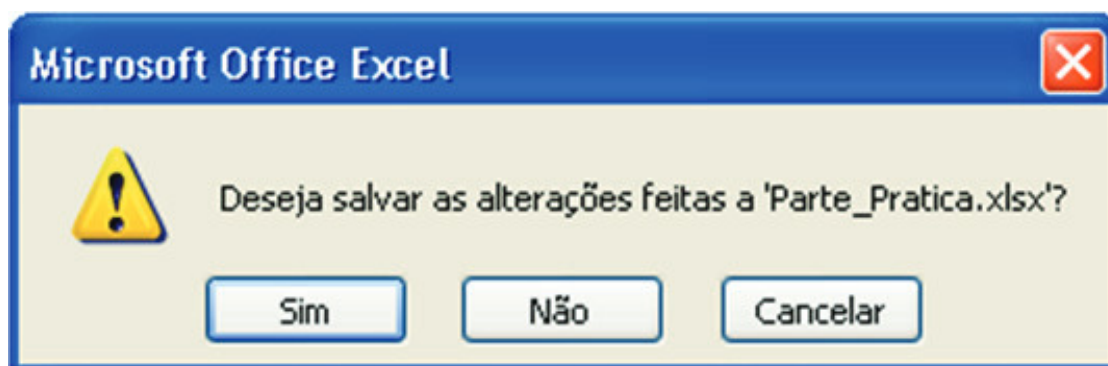 Microsoft Office Excel
Deseja salvar as alterações feitas a 'Parte_Pratica.xlsx'?
Sim Não Cancelar